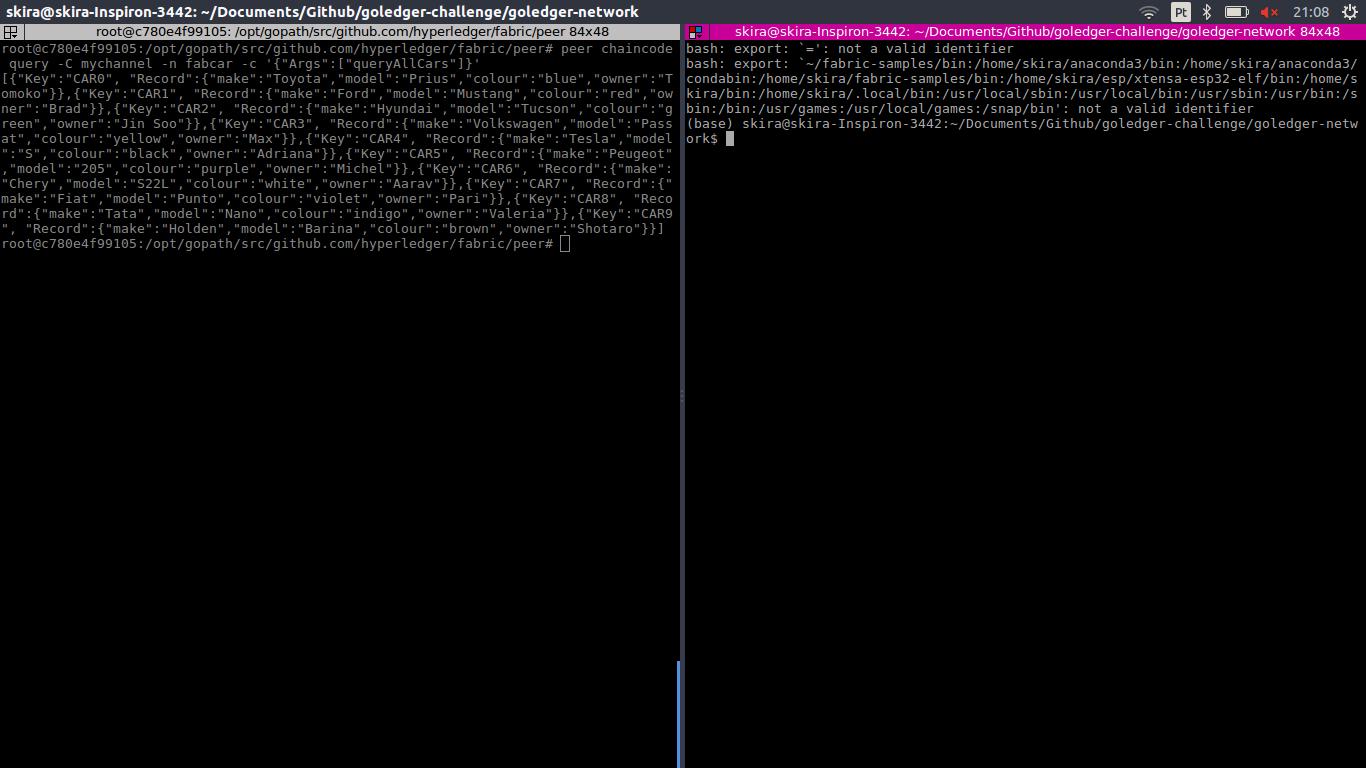 skira@skira-Inspiron-3442: ~/Documents/Github/goledger-challenge/goledger-network
Pt
21:08
root@c780e4f99105: /opt/gopath/src/github.com/hyperledger/fabric/peer 84x48
root@c780e4f99105:/opt/gopath/src/github.com/hyperledger/fabric/peer# peer chaincode
 query -C mychannel -n fabcar -c '{"Args":["queryAllCars"]}'
[{"Key":"CAR0", "Record":{"make":"Toyota","model":"Prius","colour":"blue","owner":"T
omoko"}},{"Key":"CAR1", "Record":{"make":"Ford","model":"Mustang","colour":"red","ow
ner":"Brad"}},{"Key":"CAR2", "Record":{"make":"Hyundai","model":"Tucson","colour":"g
reen","owner":"Jin Soo"}},{"Key":"CAR3", "Record":{"make":"Volkswagen","model":"Pass
at","colour":"yellow","owner":"Max"}},{"Key":"CAR4", "Record":{"make":"Tesla","model
":"S","colour":"black","owner":"Adriana"}},{"Key":"CAR5", "Record":{"make":"Peugeot"
,"model":"205","colour":"purple","owner":"Michel"}},{"Key":"CAR6", "Record":{"make":
"Chery","model":"S22L","colour":"white","owner":"Aarav"}},{"Key":"CAR7", "Record":{"
make":"Fiat","model":"Punto","colour":"violet","owner":"Pari"}},{"Key":"CAR8", "Reco
rd":{"make":"Tata","model":"Nano","colour":"indigo","owner":"Valeria"}},{"Key":"CAR9
", "Record":{"make":"Holden","model":"Barina","colour":"brown","owner":"Shotaro"}}]
root@c780e4f99105:/opt/gopath/src/github.com/hyperledger/fabric/peer#
skira@skira-Inspiron-3442: ~/Documents/Github/goledger-challenge/goledger-network 84x48
bash: export: `=': not a valid identifier
bash: export: `~/fabric-samples/bin:/home/skira/anaconda3/bin:/home/skira/anaconda3/
condabin:/home/skira/fabric-samples/bin:/home/skira/esp/xtensa-esp32-elf/bin:/home/s
kira/bin:/home/skira/.local/bin:/usr/local/sbin:/usr/local/bin:/usr/sbin:/usr/bin:/s
bin:/bin:/usr/games:/usr/local/games:/snap/bin': not a valid identifier
(base) skira@skira-Inspiron-3442:~/Documents/Github/goledger-challenge/goledger-netw
ork$